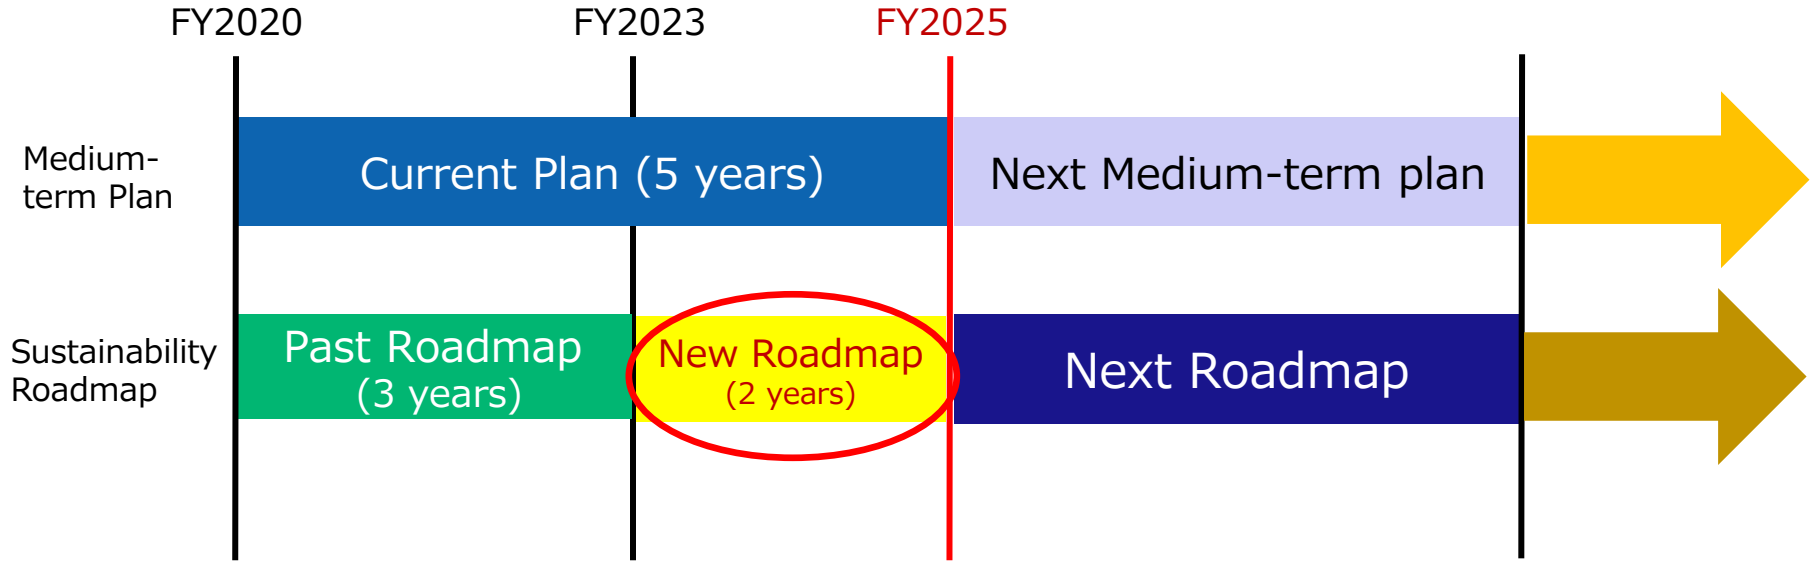 FY2020
FY2023
FY2025
Medium-
term Plan
Current Plan (5 years)
Next Medium-term plan
Sustainability
Roadmap
Past Roadmap
(3 years)
New Roadmap
(2 years)
Next Roadmap